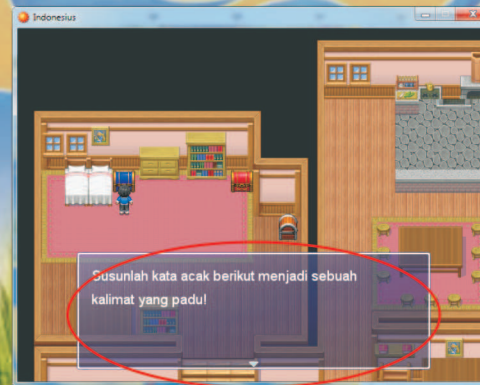 Indonesius
Susunlah kata acak berikut menjadi sebuah
kalimat yang padu!